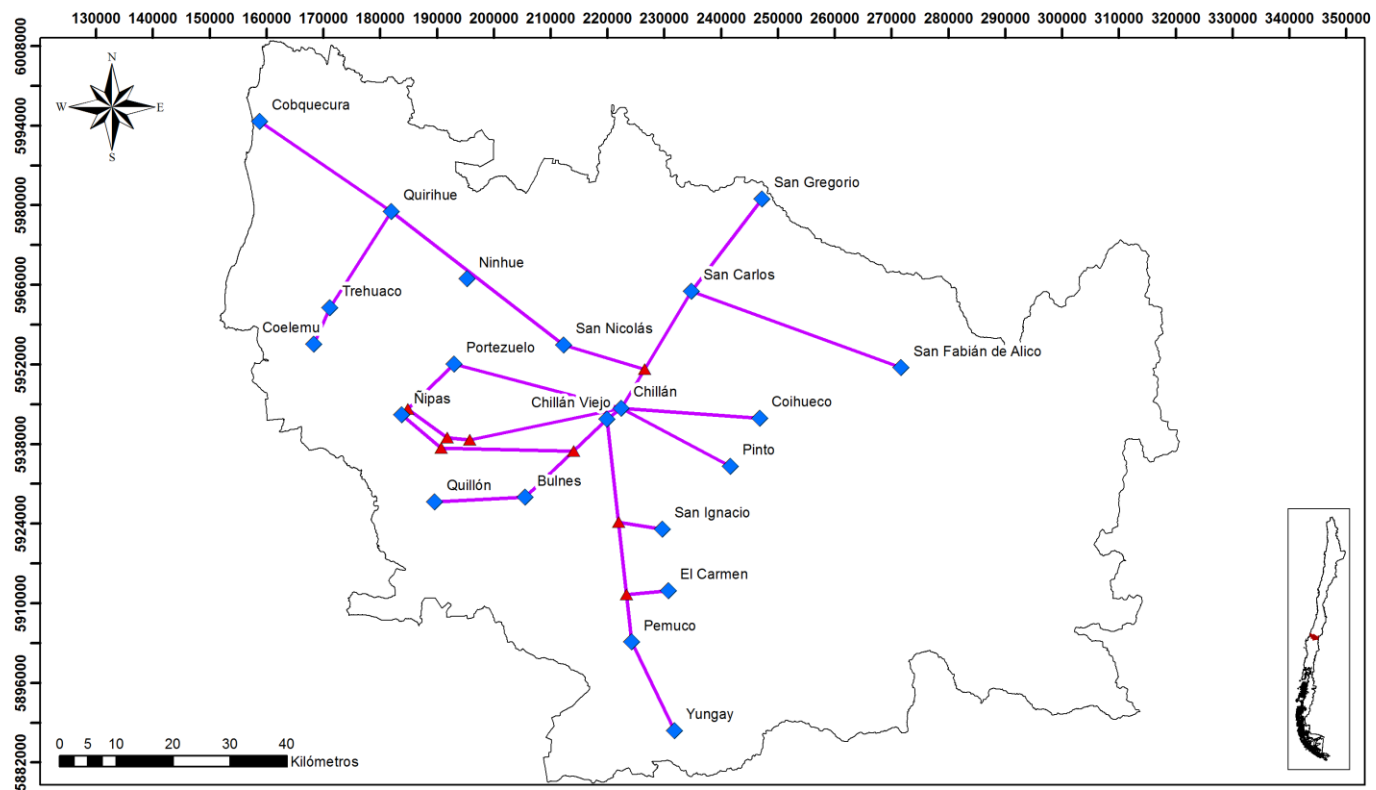 130000 140000 150000 160000 170000 180000 190000 200000 210000 220000 230000 240000 250000 260000 270000 280000 290000 300000 310000 320000 330000 340000 350000
6008000
5994000
5980000
5966000
5952000
5938000
5924000
5910000
5896000
5882000
N
W E
S
Cobquecura
San Gregorio
Quirihue
Ninhue
San Carlos
Trehuaco
Coelemu
San Nicolás
Portezuelo
San Fabián de Alico
Ñipas
Chillán Viejo
Chillán
Coihueco
Pinto
Quillón
Bulnes
San Ignacio
El Carmen
Pemuco
Yungay
0 5 10 20 30 40
Kilómetros